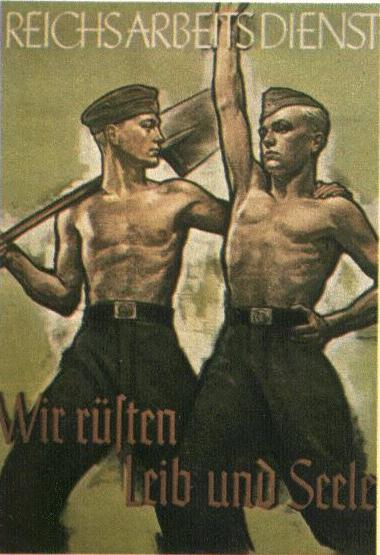 REICHSARBEITSDIENST
Wir rüſten
Leib und Seele